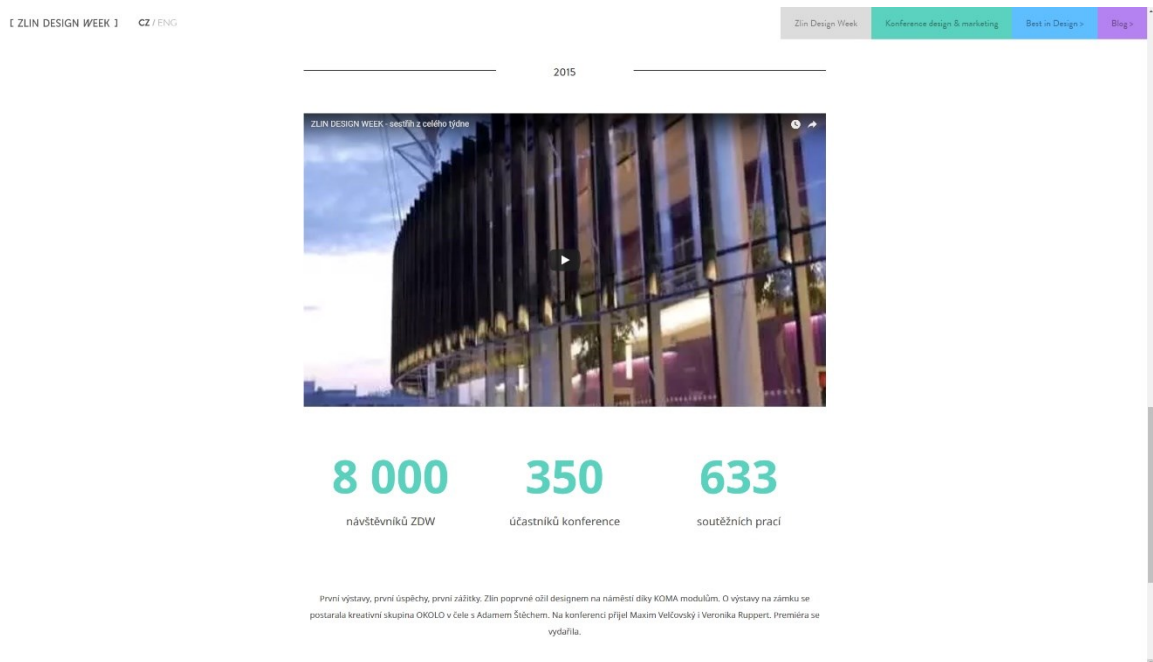 [ ZLIN DESIGN WEEK ] CZ / ENG Zlin Design Week Konference design & marketing Best in Design > Blog >
2015
ZLIN DESIGN WEEK - sestřih z celého týdne
8 000 350 633
návštěvníků ZDW účastníků konference soutěžních prací
První výstavy, první úspěchy, první zážitky. Zlín poprvné ožil designem na náměstí díky KOMA modulům. O výstavy na zámku se
postarala kreativní skupina OKOLO v čele s Adamem Štěchem. Na konferenci přijel Maxim Velčovský i Veronika Ruppert. Premiéra se
vydařila.